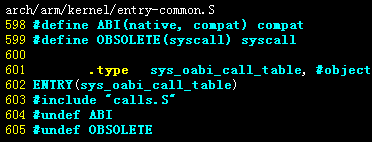 arch/arm/kernel/entry-common.S
598 #define ABI(native, compat) compat
599 #define OBSOLETE(syscall) syscall
600
601         .type   sys_oabi_call_table, #object
602 ENTRY(sys_oabi_call_table)
603 #include "calls.S"
604 #undef ABI
605 #undef OBSOLETE